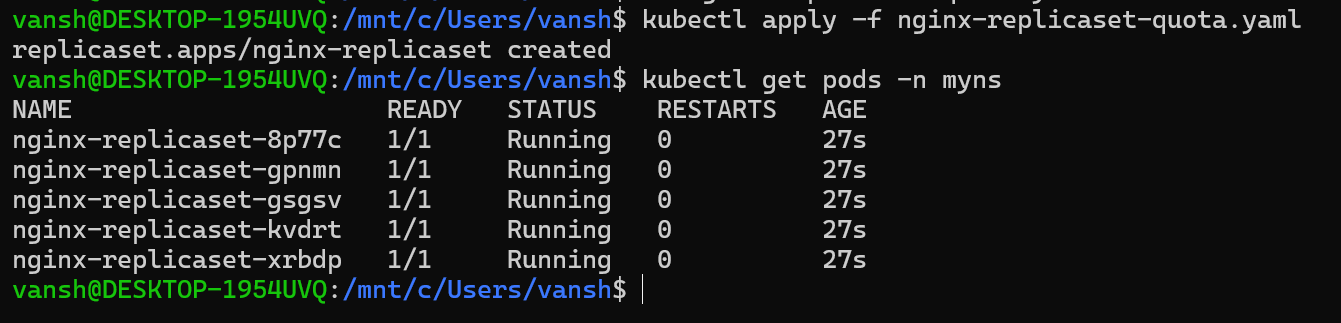 vansh@DESKTOP-1954UVQ:/mnt/c/Users/vansh$ kubectl apply -f nginx-replicaset-quota.yaml
replicaset.apps/nginx-replicaset created
vansh@DESKTOP-1954UVQ:/mnt/c/Users/vansh$ kubectl get pods -n myns
NAME                     READY   STATUS    RESTARTS   AGE
nginx-replicaset-8p77c   1/1     Running   0          27s
nginx-replicaset-gpnmn   1/1     Running   0          27s
nginx-replicaset-gsgsv   1/1     Running   0          27s
nginx-replicaset-kvdrt   1/1     Running   0          27s
nginx-replicaset-xrbdp   1/1     Running   0          27s
vansh@DESKTOP-1954UVQ:/mnt/c/Users/vansh$